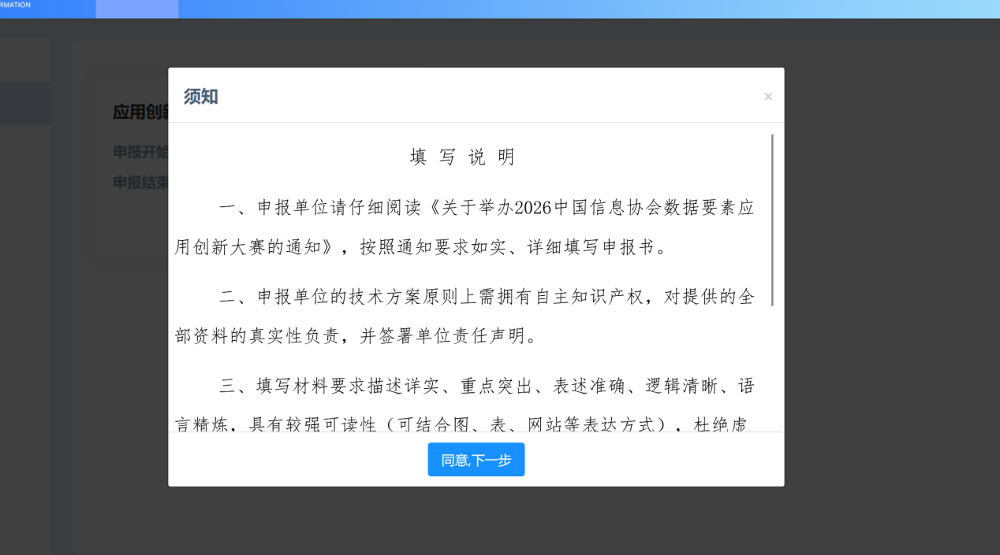 RMATION
须知
×
应用创新
申报开始
申报结束
填 写 说 明
一、申报单位请仔细阅读《关于举办2026中国信息协会数据要素应
用创新大赛的通知》，按照通知要求如实、详细填写申报书。
二、申报单位的技术方案原则上需拥有自主知识产权，对提供的全
部资料的真实性负责，并签署单位责任声明。
三、填写材料要求描述详实、重点突出、表述准确、逻辑清晰、语
言精炼，具有较强可读性（可结合图、表、网站等表达方式），杜绝虚
同意,下一步